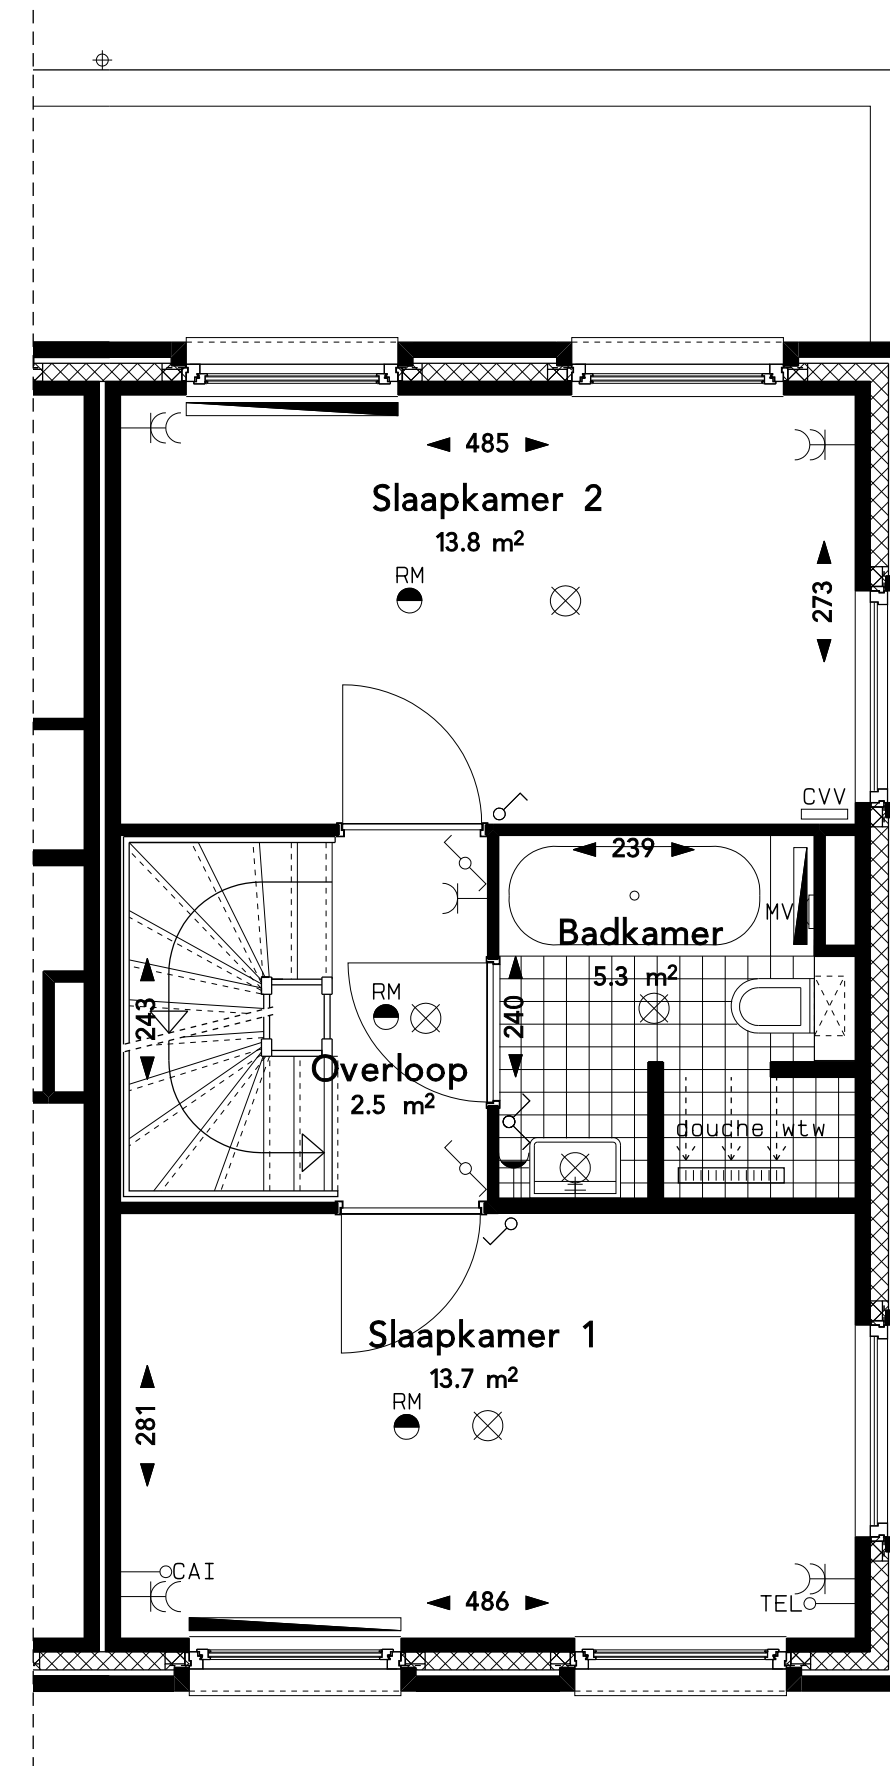 485
Slaapkamer 2
13.8 m²
RM
273
CVV
239
MV
Badkamer
5.3 m²
243
RM
240
Overloop
2.5 m²
douche wtw
Slaapkamer 1
13.7 m²
RM
281
CAI
486
TEL